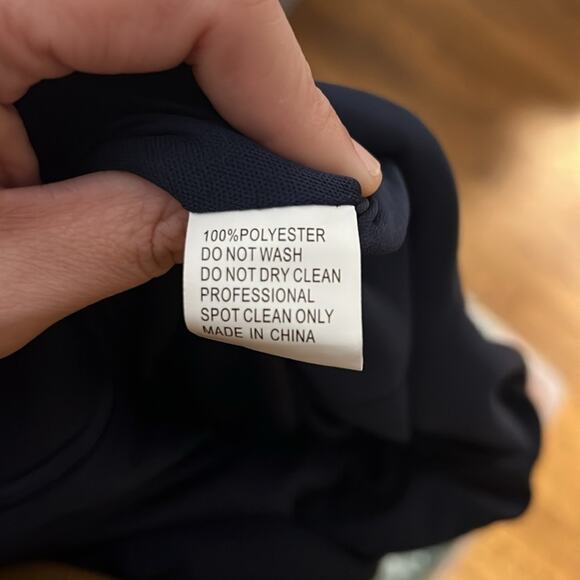 100%POLYESTER
DO NOT WASH
DO NOT DRY CLEAN
PROFESSIONAL
SPOT CLEAN ONLY
MADE IN CHINA